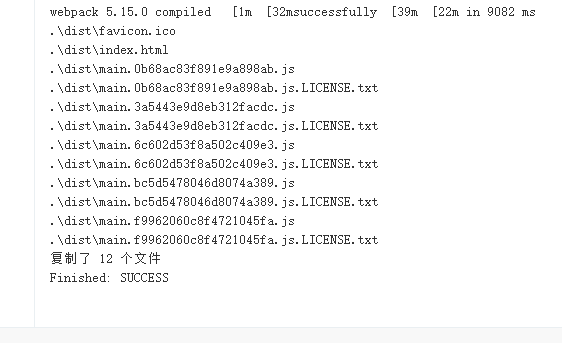 webpack 5.15.0 compiled [1m [32msuccessfully [39m [22m in 9082 ms
.\dist\favicon.ico
.\dist\index.html
.\dist\main.0b68ac83f891e9a898ab.js
.\dist\main.0b68ac83f891e9a898ab.js.LICENSE.txt
.\dist\main.3a5443e9d8eb312facdc.js
.\dist\main.3a5443e9d8eb312facdc.js.LICENSE.txt
.\dist\main.6c602d53f8a502c409e3.js
.\dist\main.6c602d53f8a502c409e3.js.LICENSE.txt
.\dist\main.bc5d5478046d8074a389.js
.\dist\main.bc5d5478046d8074a389.js.LICENSE.txt
.\dist\main.f9962060c8f4721045fa.js
.\dist\main.f9962060c8f4721045fa.js.LICENSE.txt
复制了 12 个文件
Finished: SUCCESS